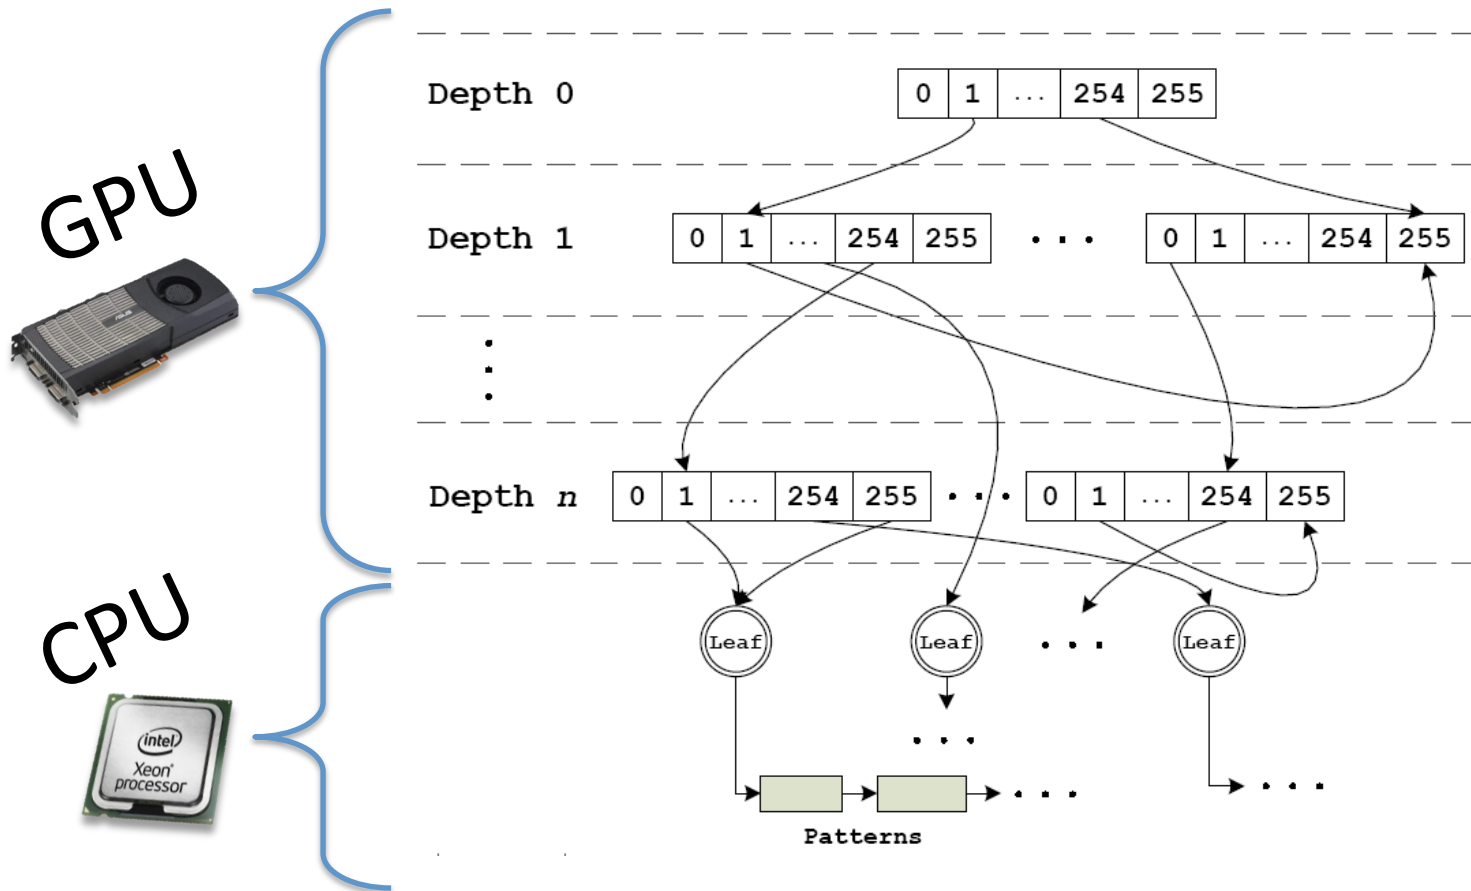 GPU
Depth 0
0 1 ... 254 255
Depth 1
0 1 ... 254 255 . . . 0 1 ... 254 255
Depth n
0 1 ... 254 255 . . . 0 1 ... 254 255
CPU
Leaf Leaf . . . Leaf
intel
Xeon®
processor
Patterns